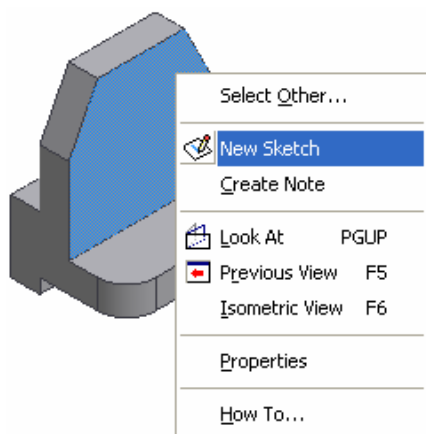 Select Other...
New Sketch
Create Note
Look At PGUP
Previous View F5
Isometric View F6
Properties
How To...